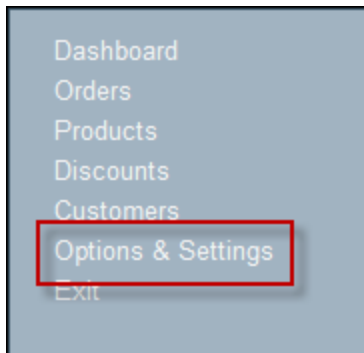 Dashboard
Orders
Products
Discounts
Customers
Options & Settings
Exit